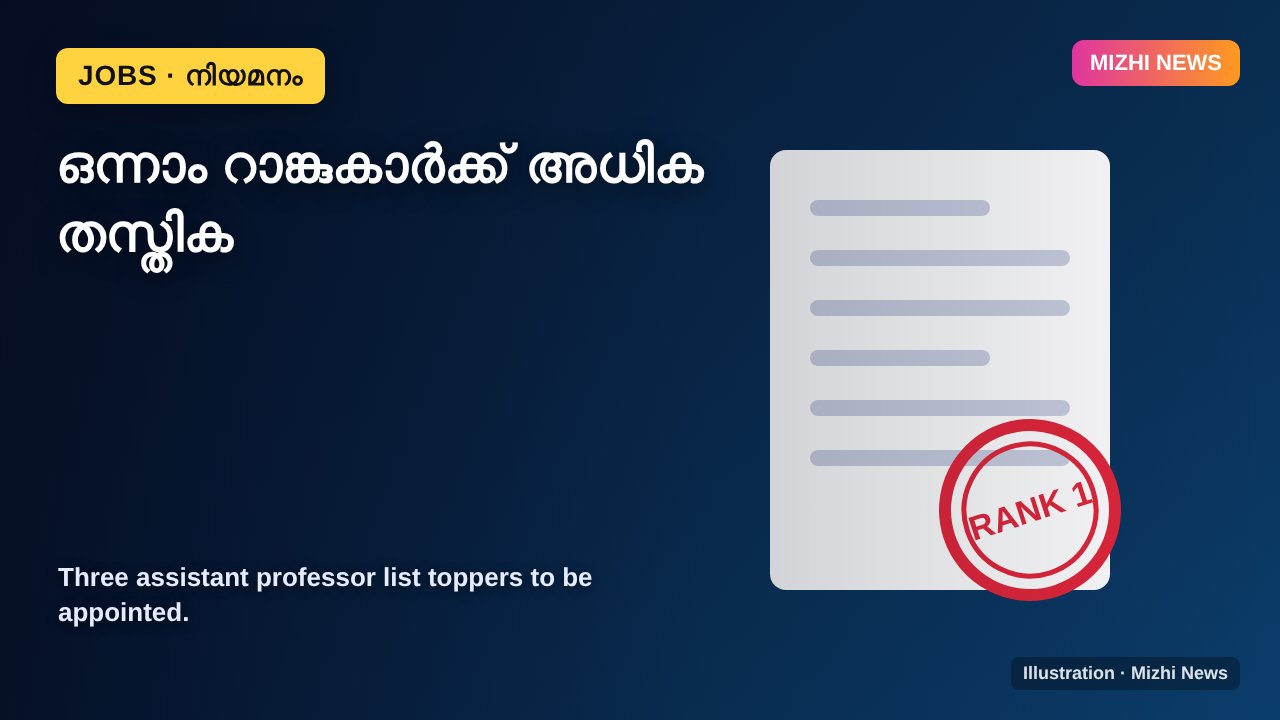 JOBS · നിയമനം
MIZHI NEWS
ഒന്നാം റാങ്കുകാർക്ക് അധിക
തസ്തിക
RANK 1
Three assistant professor list toppers to be
appointed.
Illustration · Mizhi News